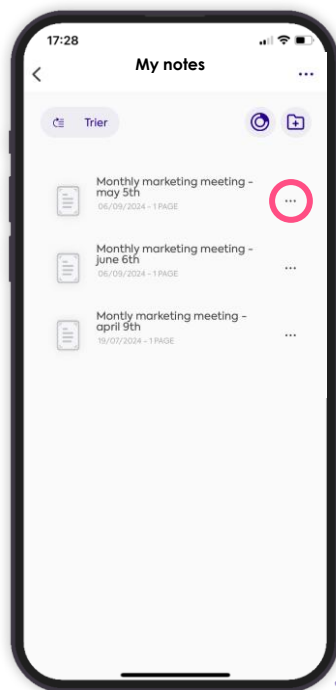 17:28
My notes
Trier
Monthly marketing meeting -
may 5th
06/09/2024 - 1 PAGE
Monthly marketing meeting -
june 6th
06/09/2024 - 1 PAGE
Montly marketing meeting -
april 9th
19/07/2024 - 1 PAGE